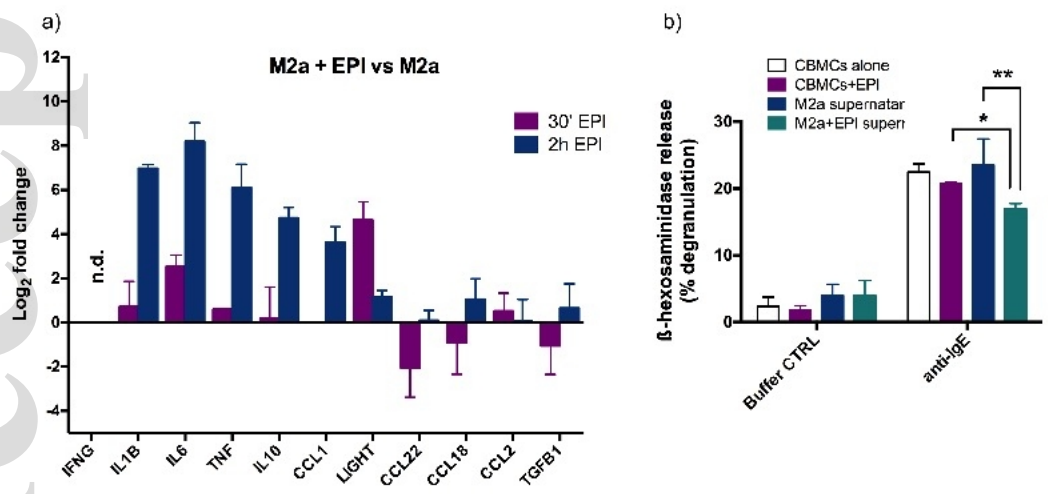 a)
M2a + EPI vs M2a
12
10
8
6
4
2
0
-2
-4
Log2 fold change
30' EPI
2h EPI
n.d.
IFNG
IL1B
IL6
TNF
IL10
CCL1
LIGHT
CCL22
CCL18
CCL2
TGFB1
b)
CBMCs alone
CBMCs+EPI
M2a supernatar
M2a+EPI superr
**
*
30
20
10
0
ß-hexosaminidase release
(% degranulation)
Buffer CTRL
anti-IgE